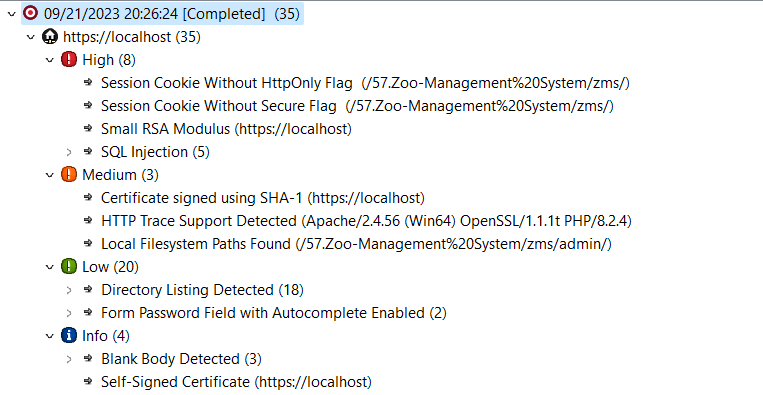 09/21/2023 20:26:24 [Completed] (35)
https://localhost (35)
High (8)
Session Cookie Without HttpOnly Flag (/57.Zoo-Management%20System/zms/)
Session Cookie Without Secure Flag (/57.Zoo-Management%20System/zms/)
Small RSA Modulus (https://localhost)
SQL Injection (5)
Medium (3)
Certificate signed using SHA-1 (https://localhost)
HTTP Trace Support Detected (Apache/2.4.56 (Win64) OpenSSL/1.1.1t PHP/8.2.4)
Local Filesystem Paths Found (/57.Zoo-Management%20System/zms/admin/)
Low (20)
Directory Listing Detected (18)
Form Password Field with Autocomplete Enabled (2)
Info (4)
Blank Body Detected (3)
Self-Signed Certificate (https://localhost)